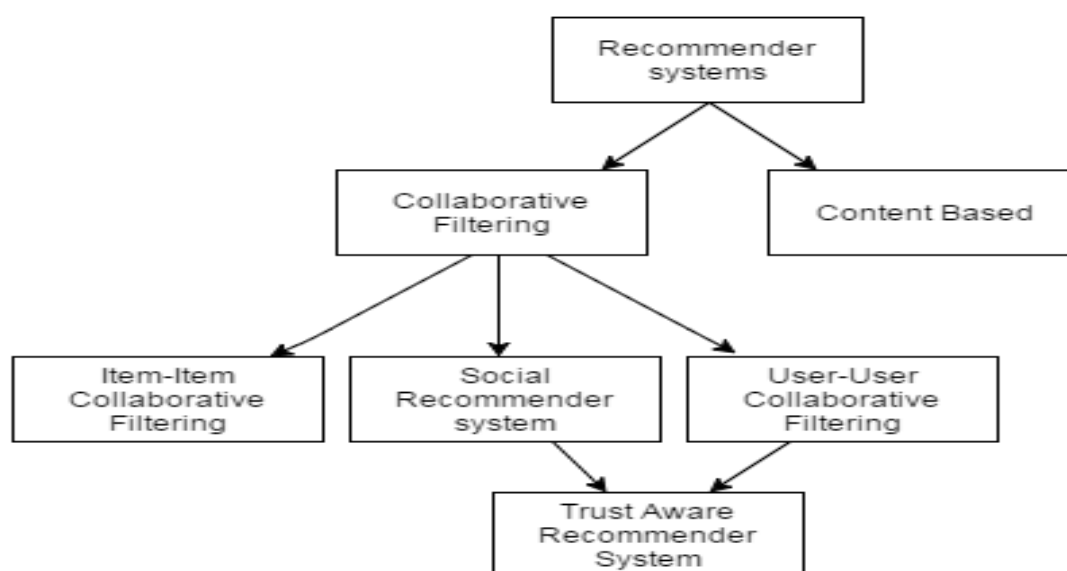 Recommender
systems
Collaborative
Filtering
Content Based
Item-Item
Collaborative
Filtering
Social
Recommender
system
User-User
Collaborative
Filtering
Trust Aware
Recommender
System